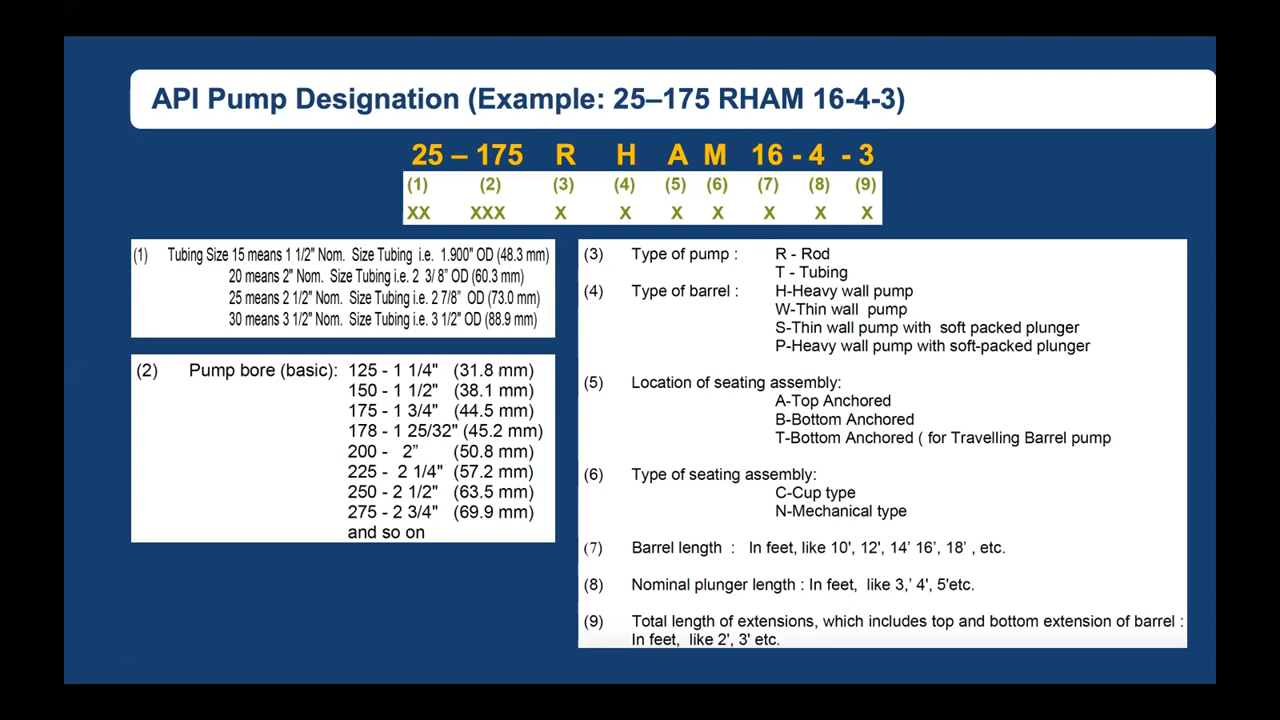 API Pump Designation (Example: 25–175 RHAM 16-4-3)
25 – 175 R H A M 16 - 4 - 3
(1) (2) (3) (4) (5) (6) (7) (8) (9)
XX XXX X X X X X X X
(1) Tubing Size 15 means 1 1/2" Nom. Size Tubing i.e. 1.900" OD (48.3 mm)
20 means 2" Nom. Size Tubing i.e. 2 3/ 8" OD (60.3 mm)
25 means 2 1/2" Nom. Size Tubing i.e. 2 7/8” OD (73.0 mm)
30 means 3 1/2" Nom. Size Tubing i.e. 3 1/2" OD (88.9 mm)
(2) Pump bore (basic): 125 - 1 1/4" (31.8 mm)
150 - 1 1/2" (38.1 mm)
175 - 1 3/4" (44.5 mm)
178 - 1 25/32" (45.2 mm)
200 - 2” (50.8 mm)
225 - 2 1/4" (57.2 mm)
250 - 2 1/2" (63.5 mm)
275 - 2 3/4" (69.9 mm)
and so on
(3) Type of pump : R - Rod
T - Tubing
(4) Type of barrel : H-Heavy wall pump
W-Thin wall pump
S-Thin wall pump with soft packed plunger
P-Heavy wall pump with soft-packed plunger
(5) Location of seating assembly:
A-Top Anchored
B-Bottom Anchored
T-Bottom Anchored ( for Travelling Barrel pump
(6) Type of seating assembly:
C-Cup type
N-Mechanical type
(7) Barrel length : In feet, like 10', 12', 14’ 16’, 18’ , etc.
(8) Nominal plunger length : In feet, like 3,’ 4', 5'etc.
(9) Total length of extensions, which includes top and bottom extension of barrel :
In feet, like 2', 3' etc.